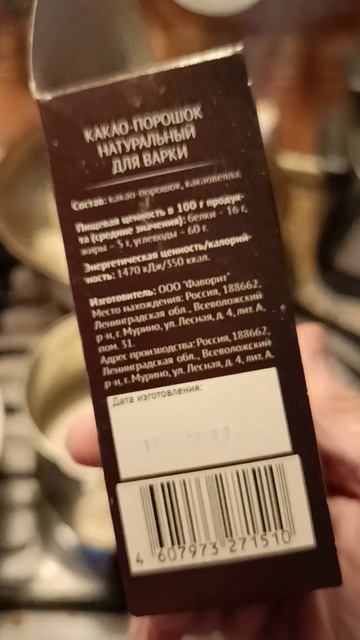 КАКАО-ПОРОШОК
НАТУРАЛЬНЫЙ
ДЛЯ ВАРКИ
Состав: какао-порошок, какаовелла
Пищевая ценность в 100 г продук-
та (средние значения): белки - 16 г,
жиры - 5 г, углеводы - 60 г.
Энергетическая ценность/калорий-
ность: 1470 кДж/350 ккал.
Изготовитель: ООО "Фаворит"
Место нахождения: Россия, 188662,
Ленинградская обл., Всеволожский
р-н, г. Мурино, ул. Лесная, д. 4, лит. А,
пом. 31.
Адрес производства: Россия, 188662,
Ленинградская обл., Всеволожский
р-н, г. Мурино, ул. Лесная, д. 4, лит. А.
Дата изготовления:
4 607973 271510